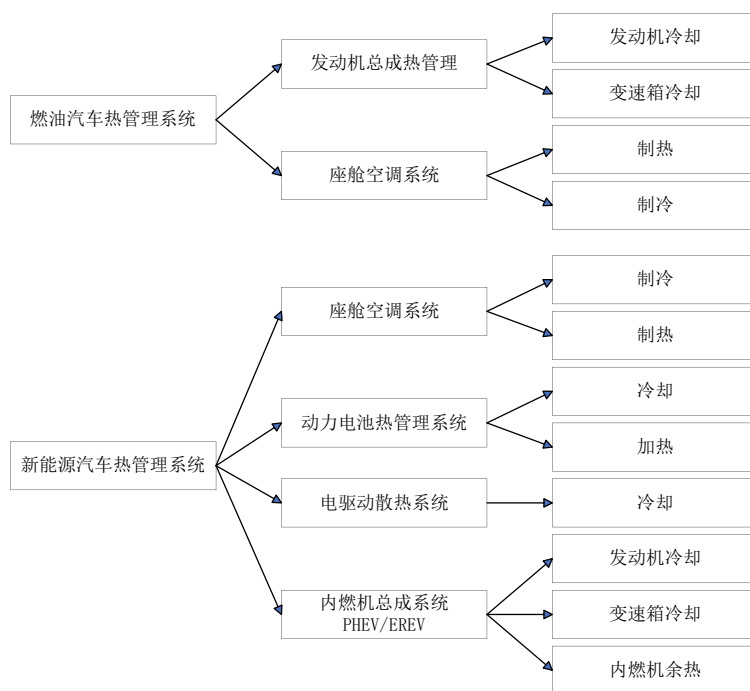 燃油汽车热管理系统
发动机总成热管理
发动机冷却
变速箱冷却
座舱空调系统
制热
制冷
新能源汽车热管理系统
座舱空调系统
制冷
制热
动力电池热管理系统
冷却
加热
电驱动散热系统
冷却
内燃机总成系统
PHEV/EREV
发动机冷却
变速箱冷却
内燃机余热